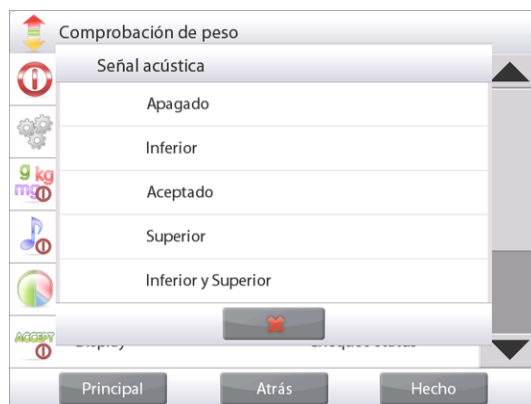 Comprobación de peso
Señal acústica
Apagado
Inferior
g kg
mg
Aceptado
Superior
Inferior y Superior
ACCEPT
Principal
Atrás
Hecho